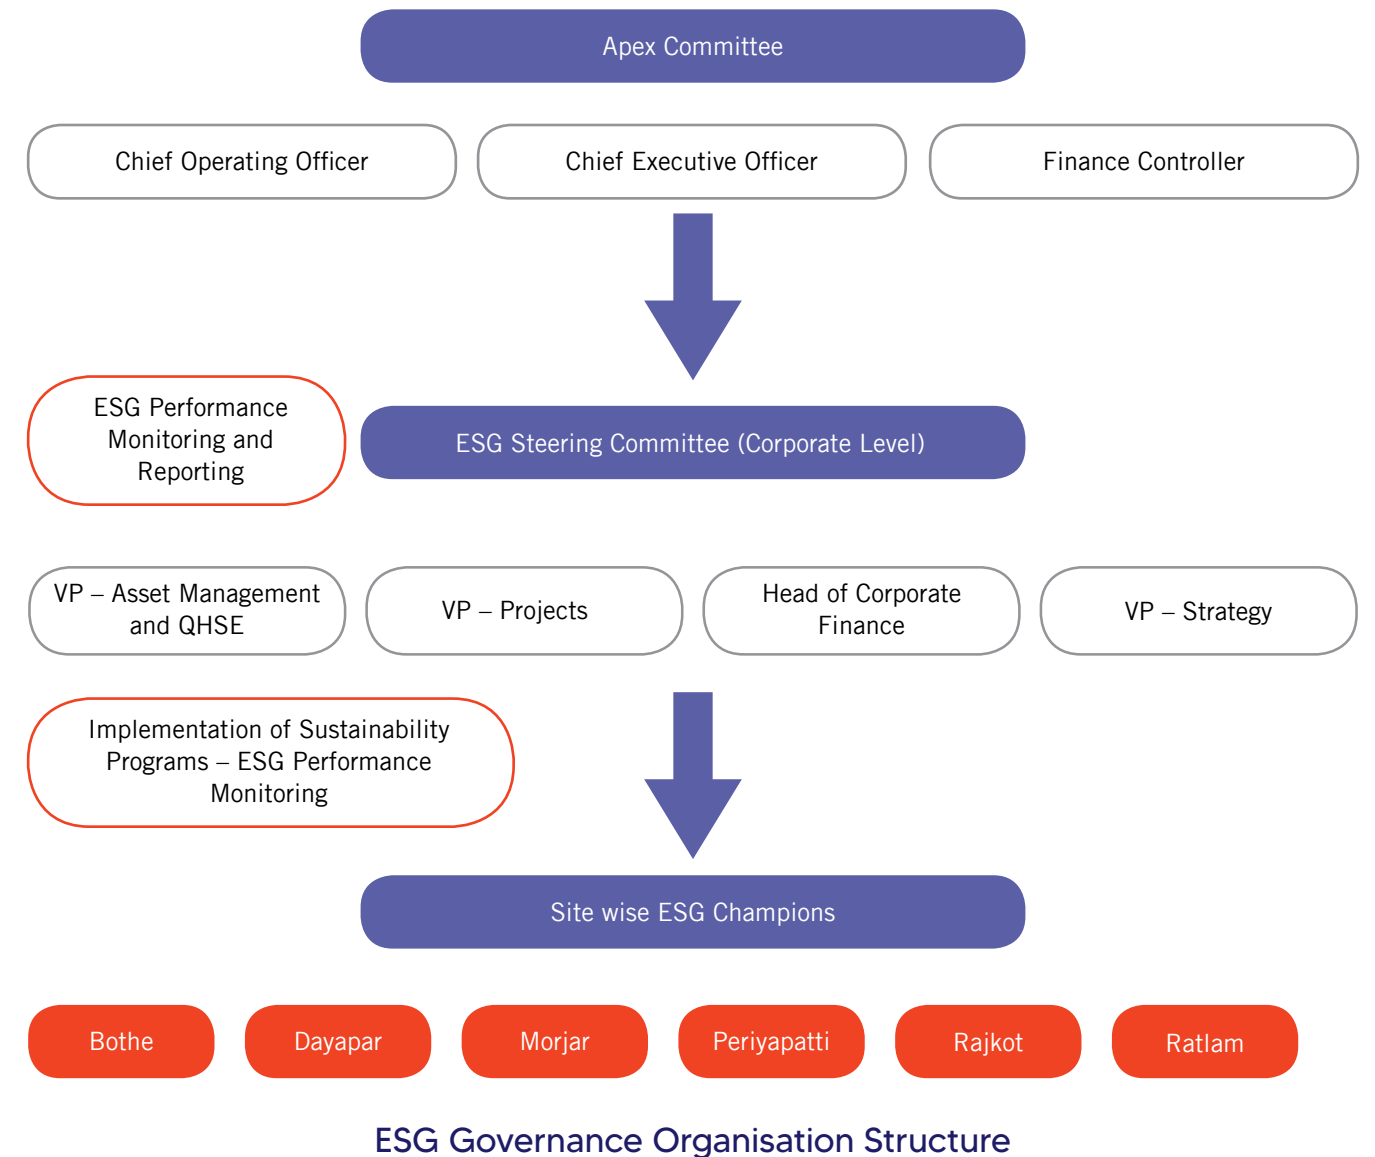 Apex Committee
Chief Operating Officer
Chief Executive Officer
Finance Controller
ESG Performance
Monitoring and
Reporting
ESG Steering Committee (Corporate Level)
VP – Asset Management
and QHSE
VP – Projects
Head of Corporate
Finance
VP – Strategy
Implementation of Sustainability
Programs – ESG Performance
Monitoring
Site wise ESG Champions
Bothe
Dayapar
Morjar
Periyapatti
Rajkot
Ratlam
ESG Governance Organisation Structure